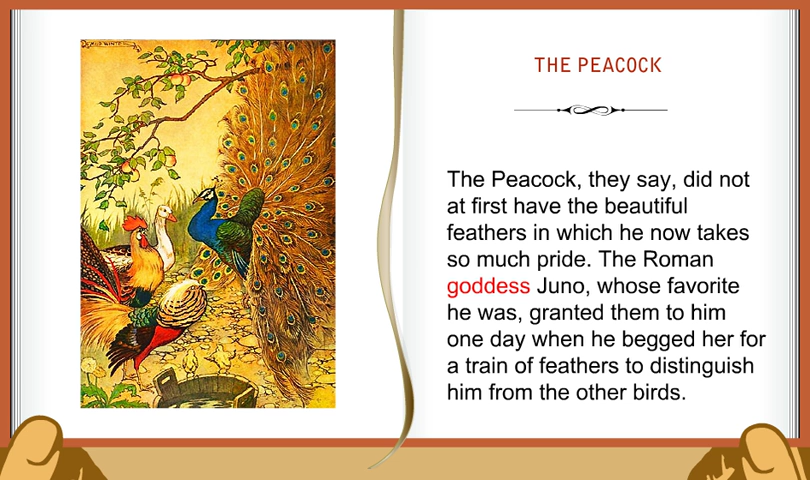 THE PEACOCK
The Peacock, they say, did not
at first have the beautiful
feathers in which he now takes
so much pride. The Roman
goddess Juno, whose favorite
he was, granted them to him
one day when he begged her for
a train of feathers to distinguish
him from the other birds.